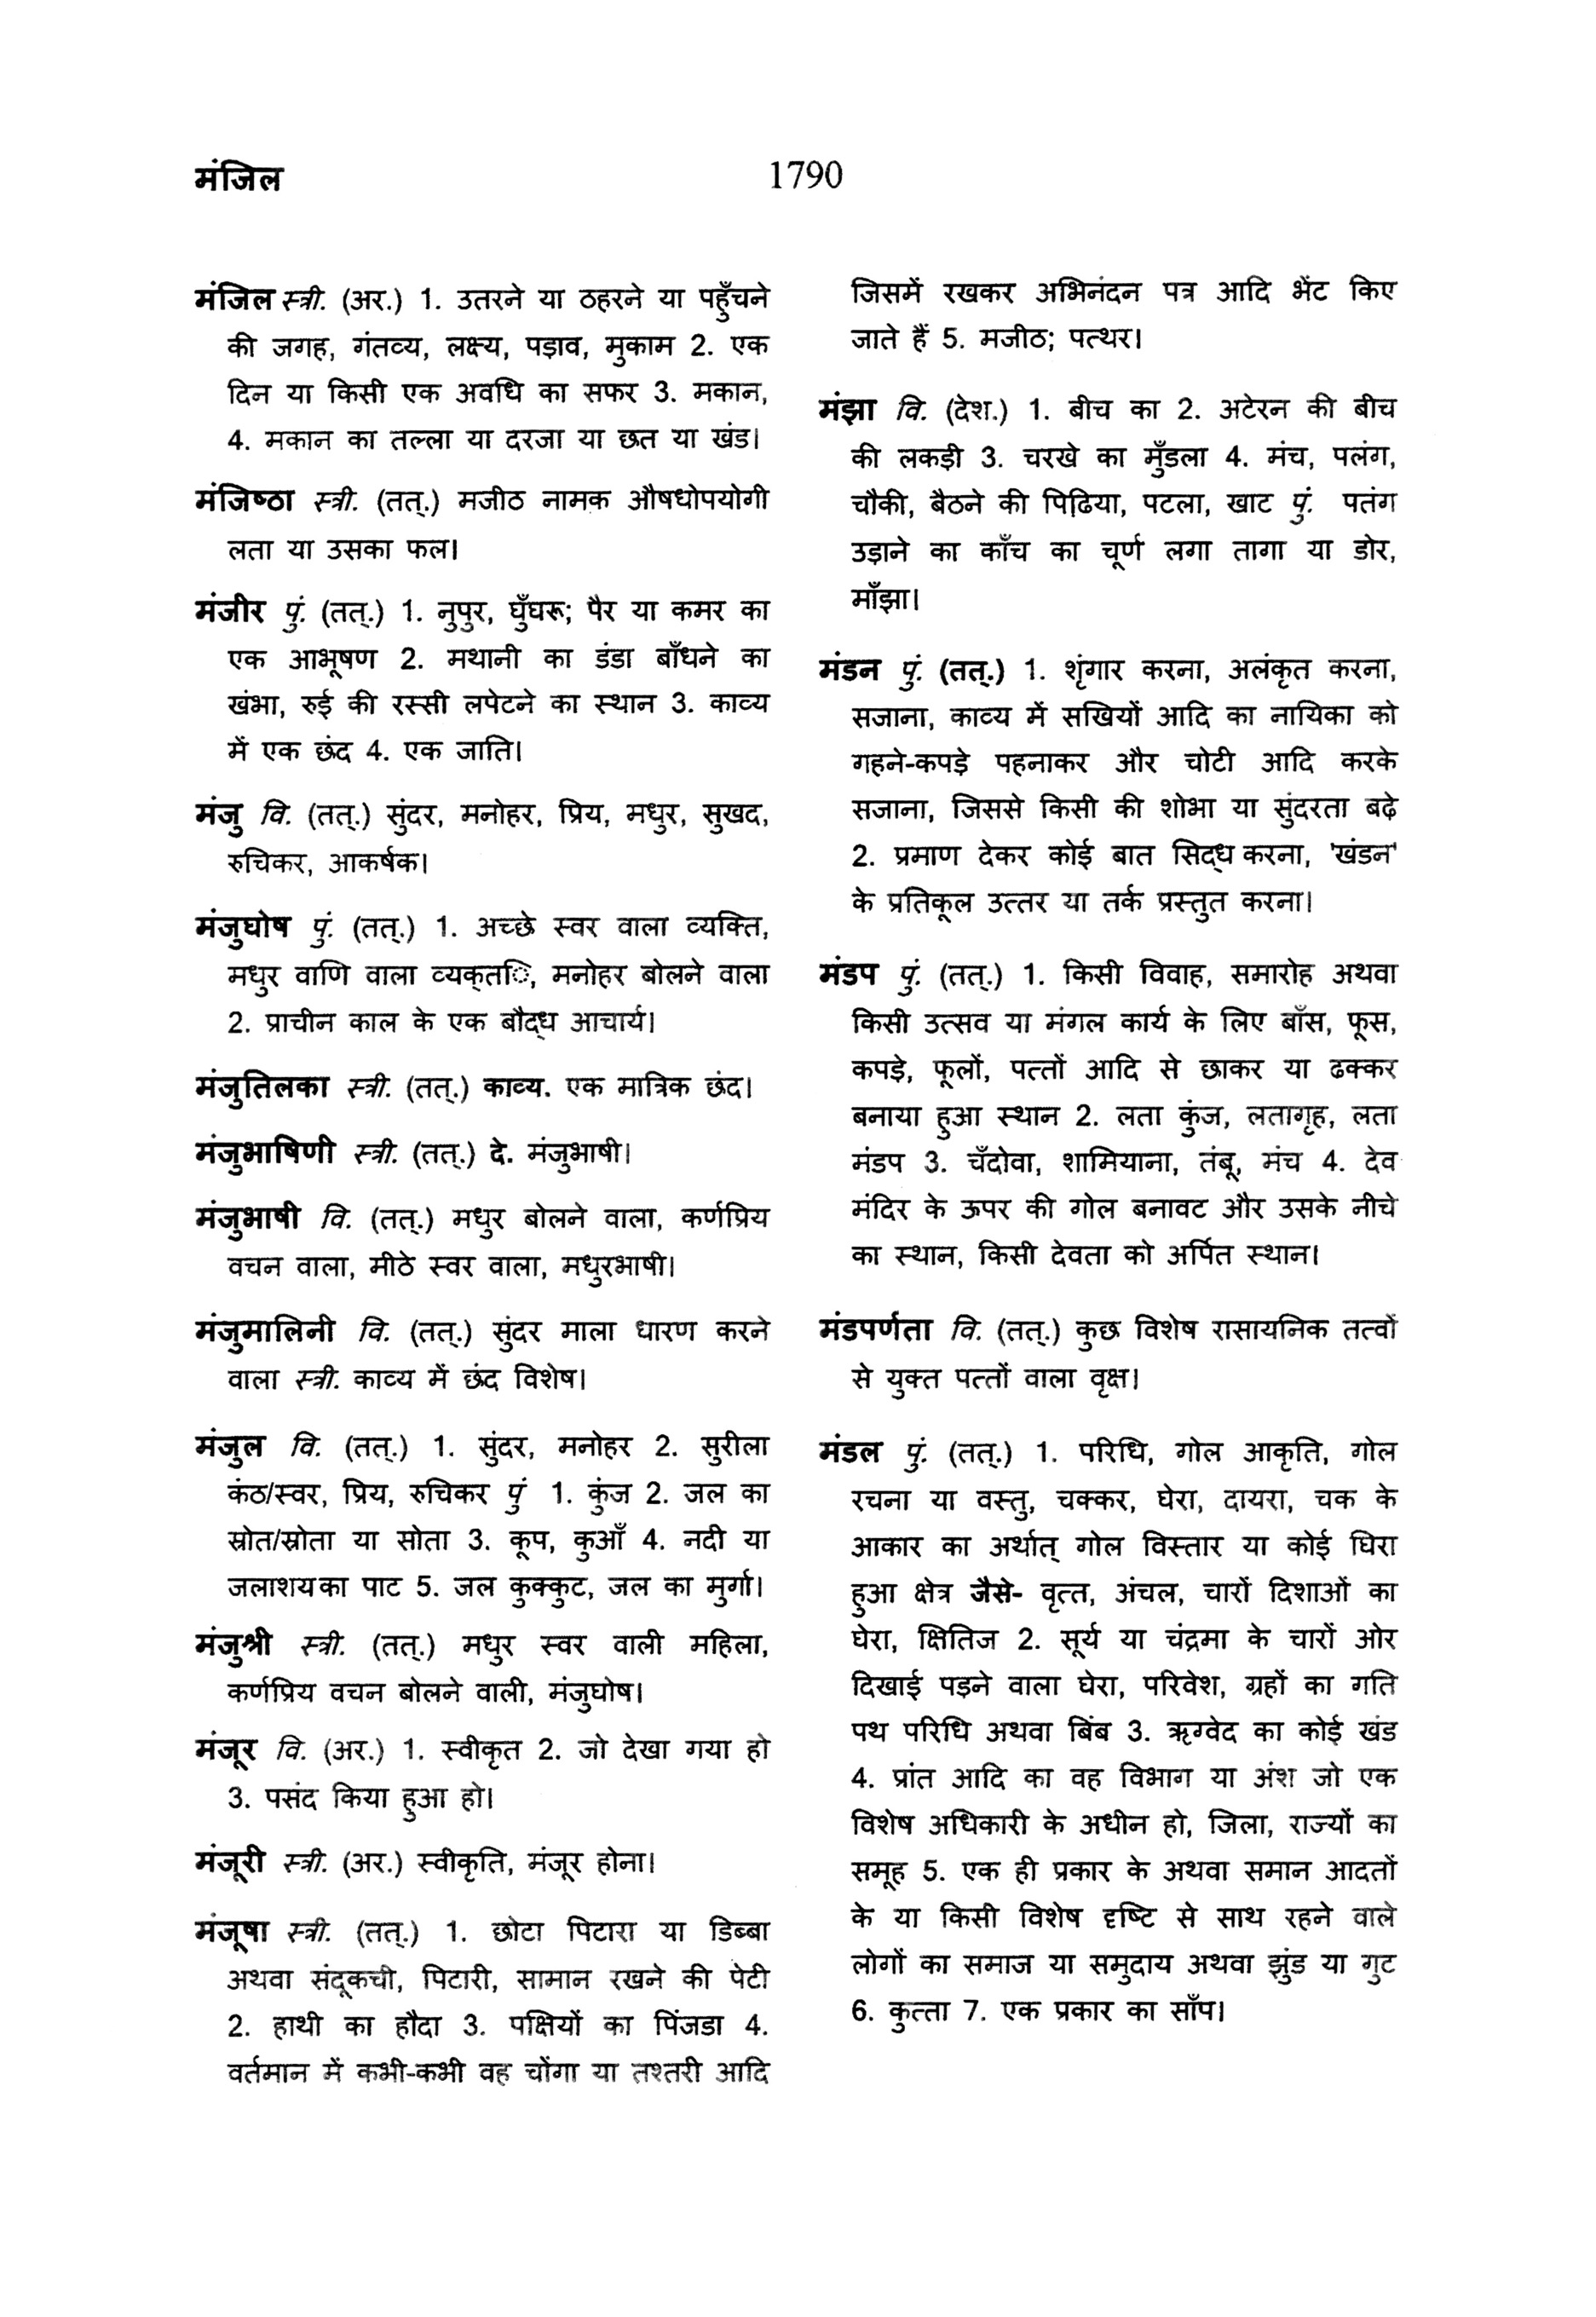 मंजिल
1790
मंजिल स्त्री. (अर.) 1. उतरने या ठहरने या पहुँचने
की जगह, गंतव्य, लक्ष्य, पड़ाव, मुकाम 2. एक
दिन या किसी एक अवधि का सफर 3. मकान,
4. मकान का तल्ला या दरजा या छत या खंड।
मंजिष्ठा स्त्री. (तत्.) मजीठ नामक औषधोपयोगी
लता या उसका फल।
मंजीर पुं. (तत्.) 1. नुपुर, घुँघरू; पैर या कमर का
एक आभूषण 2. मथानी का डंडा बाँधने का
खंभा, रुई की रस्सी लपेटने का स्थान 3. काव्य
में एक छंद 4. एक जाति।
मंजु वि. (तत्.) सुंदर, मनोहर, प्रिय, मधुर, सुखद,
रुचिकर, आकर्षक।
मंजुघोष पुं. (तत्.) 1. अच्छे स्वर वाला व्यक्ति,
मधुर वाणि वाला व्यक्ति, मनोहर बोलने वाला
2. प्राचीन काल के एक बौद्ध आचार्य।
मंजुतिलका स्त्री. (तत्.) काव्य. एक मात्रिक छंद।
मंजुभाषिणी स्त्री. (तत्.) दे. मंजुभाषी।
मंजुभाषी वि. (तत्.) मधुर बोलने वाला, कर्णप्रिय
वचन वाला, मीठे स्वर वाला, मधुरभाषी।
मंजुमालिनी वि. (तत्.) सुंदर माला धारण करने
वाला स्त्री. काव्य में छंद विशेष।
मंजुल वि. (तत्.) 1. सुंदर, मनोहर 2. सुरीला
कंठ/स्वर, प्रिय, रुचिकर पुं 1. कुंज 2. जल का
स्रोत/स्रोता या सोता 3. कूप, कुआँ 4. नदी या
जलाशय का पाट 5. जल कुक्कुट, जल का मुर्गा।
मंजुश्री स्त्री. (तत्.) मधुर स्वर वाली महिला,
कर्णप्रिय वचन बोलने वाली, मंजुघोष।
मंजूर वि. (अर.) 1. स्वीकृत 2. जो देखा गया हो
3. पसंद किया हुआ हो।
मंजूरी स्त्री. (अर.) स्वीकृति, मंजूर होना।
मंजूषा स्त्री. (तत्.) 1. छोटा पिटारा या डिब्बा
अथवा संदूकची, पिटारी, सामान रखने की पेटी
2. हाथी का हौदा 3. पक्षियों का पिंजडा 4.
वर्तमान में कभी-कभी वह चोंगा या तश्तरी आदि
जिसमें रखकर अभिनंदन पत्र आदि भेंट किए
जाते हैं 5. मजीठ; पत्थर।
मंझा वि. (देश.) 1. बीच का 2. अटेरन की बीच
की लकड़ी 3. चरखे का मुँडला 4. मंच, पलंग,
चौकी, बैठने की पिढ़िया, पटला, खाट पुं. पतंग
उड़ाने का काँच का चूर्ण लगा तागा या डोर,
माँझा।
मंडन पुं. (तत्.) 1. शृंगार करना, अलंकृत करना,
सजाना, काव्य में सखियों आदि का नायिका को
गहने-कपड़े पहनाकर और चोटी आदि करके
सजाना, जिससे किसी की शोभा या सुंदरता बढ़े
2. प्रमाण देकर कोई बात सिद्ध करना, 'खंडन'
के प्रतिकूल उत्तर या तर्क प्रस्तुत करना।
मंडप पुं. (तत्.) 1. किसी विवाह, समारोह अथवा
किसी उत्सव या मंगल कार्य के लिए बाँस, फूस,
कपड़े, फूलों, पत्तों आदि से छाकर या ढक्कर
बनाया हुआ स्थान 2. लता कुंज, लतागृह, लता
मंडप 3. चँदोवा, शामियाना, तंबू, मंच 4. देव
मंदिर के ऊपर की गोल बनावट और उसके नीचे
का स्थान, किसी देवता को अर्पित स्थान।
मंडपर्णता वि. (तत्.) कुछ विशेष रासायनिक तत्वों
से युक्त पत्तों वाला वृक्ष।
मंडल पुं. (तत्.) 1. परिधि, गोल आकृति, गोल
रचना या वस्तु, चक्कर, घेरा, दायरा, चक के
आकार का अर्थात् गोल विस्तार या कोई घिरा
हुआ क्षेत्र जैसे- वृत्त, अंचल, चारों दिशाओं का
घेरा, क्षितिज 2. सूर्य या चंद्रमा के चारों ओर
दिखाई पड़ने वाला घेरा, परिवेश, ग्रहों का गति
पथ परिधि अथवा बिंब 3. ऋग्वेद का कोई खंड
4. प्रांत आदि का वह विभाग या अंश जो एक
विशेष अधिकारी के अधीन हो, जिला, राज्यों का
समूह 5. एक ही प्रकार के अथवा समान आदतों
के या किसी विशेष दृष्टि से साथ रहने वाले
लोगों का समाज या समुदाय अथवा झुंड या गुट
6. कुत्ता 7. एक प्रकार का साँप।